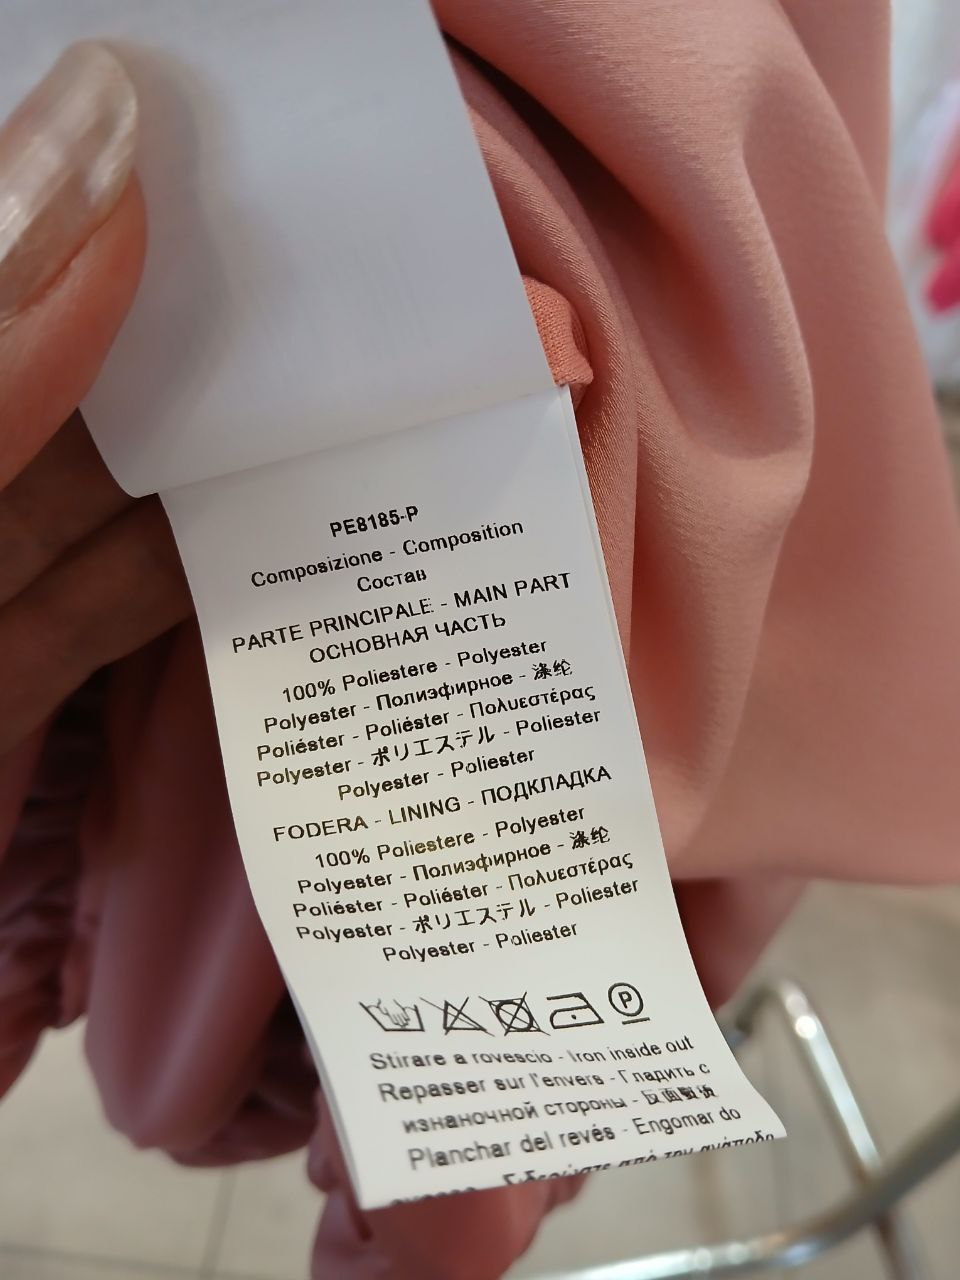 PE8185-P
Composizione - Composition
Состав
PARTE PRINCIPALE - MAIN PART
ОСНОВНАЯ ЧАСТЬ
100% Poliestere - Polyester
Polyester - Полиэфирное - 涤纶
Poliéster - Poliéster - Πολυεστέρας
Polyester - ポリエステル - Poliester
Polyester - Poliester
FODERA - LINING - ПОДКЛАДКА
100% Poliestere - Polyester
Polyester - Полиэфирное - 涤纶
Poliéster - Poliéster - Πολυεστέρας
Polyester - ポリエステル - Poliester
Polyester - Poliester
P
Stirare a rovescio - Iron inside out
Repasser sur l'envers - Гладить с
изнаночной стороны - 反面熨烫
Planchar del revés - Engomar do